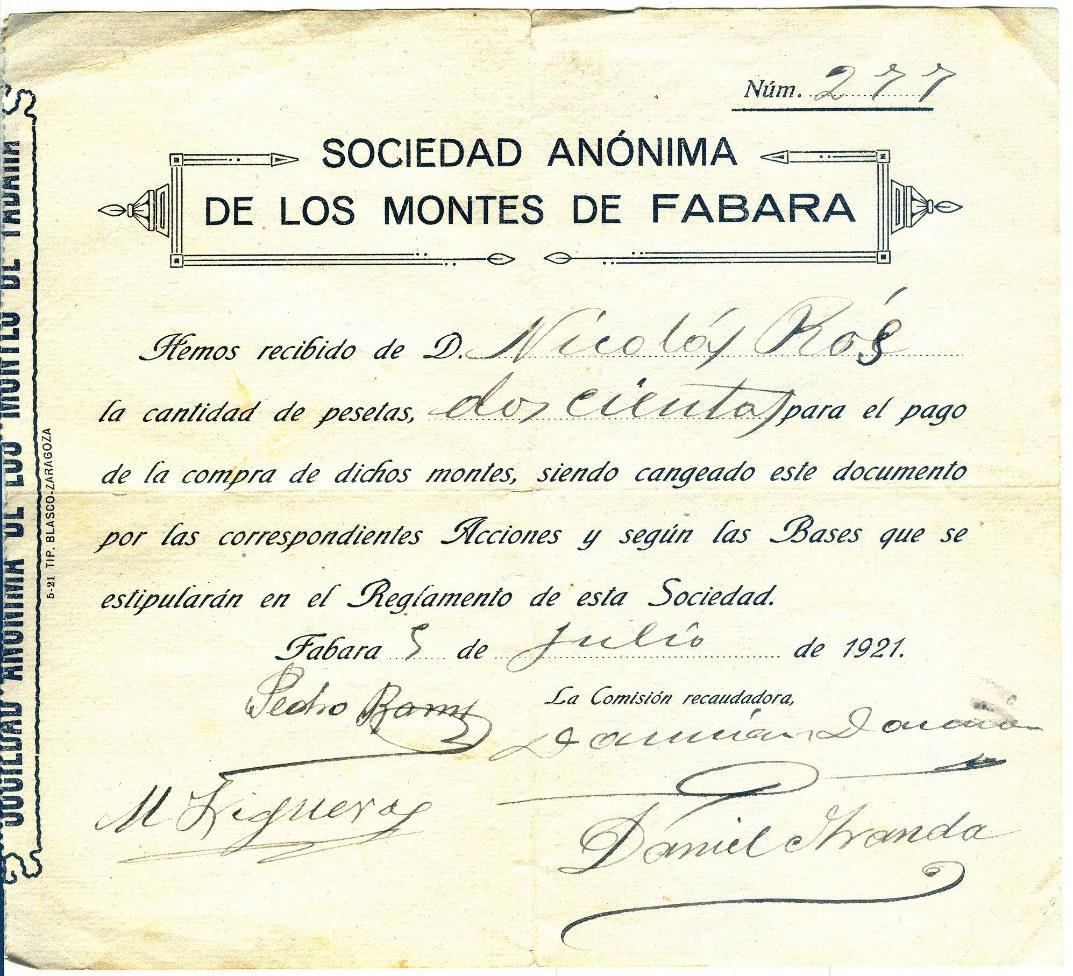 Núm. 277
SOCIEDAD ANÓNIMA
DE LOS MONTES DE FABARA
Hemos recibido de D. Nicolás Ros
la cantidad de pesetas, doscientas para el pago
de la compra de dichos montes, siendo cangeado este documento
por las correspondientes Acciones y según las Bases que se
estipularán en el Reglamento de esta Sociedad.
Fabara 5 de Julio de 1921.
La Comisión recaudadora,
Pedro Damián
M Figueras
Daniel Aranda
SOCIEDAD ANÓNIMA DE LOS MONTES DE FABARA
5-21 TIP. BLASCO-ZARAGOZA